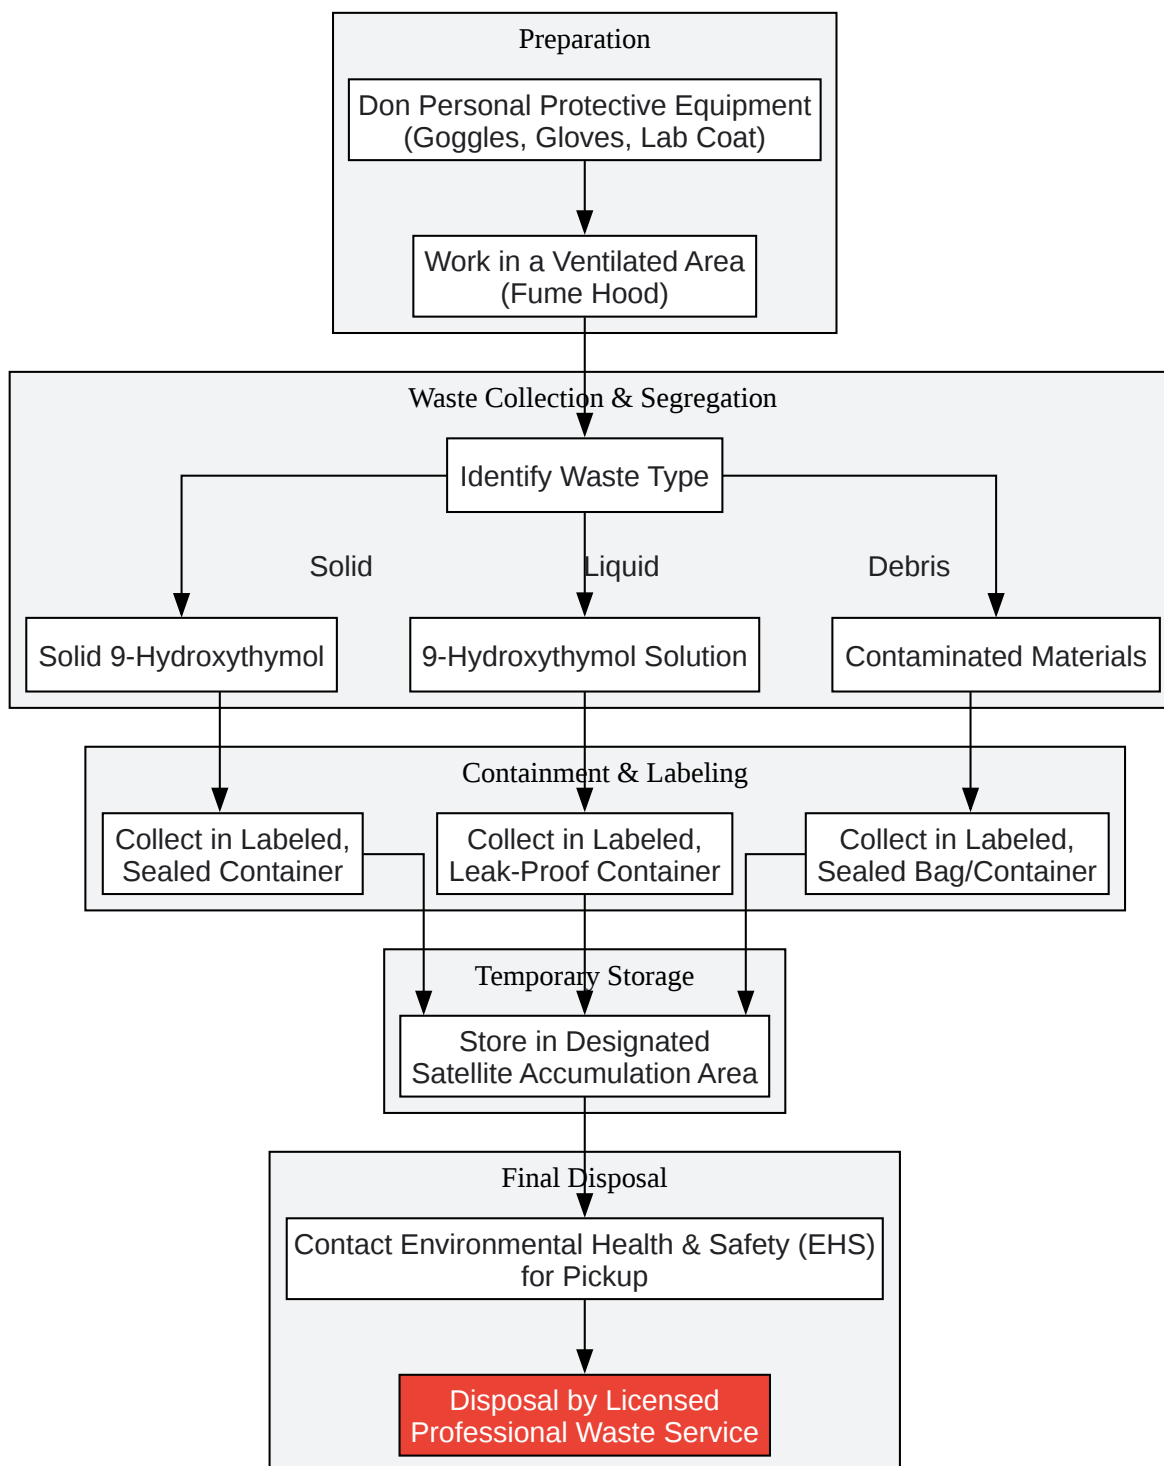 Preparation
Don Personal Protective Equipment
(Goggles, Gloves, Lab Coat)
Work in a Ventilated Area
(Fume Hood)
Waste Collection & Segregation
Identify Waste Type
Solid
Liquid
Debris
Solid 9-Hydroxythymol
9-Hydroxythymol Solution
Contaminated Materials
Containment & Labeling
Collect in Labeled,
Sealed Container
Collect in Labeled,
Leak-Proof Container
Collect in Labeled,
Sealed Bag/Container
Temporary Storage
Store in Designated
Satellite Accumulation Area
Final Disposal
Contact Environmental Health & Safety (EHS)
for Pickup
Disposal by Licensed
Professional Waste Service